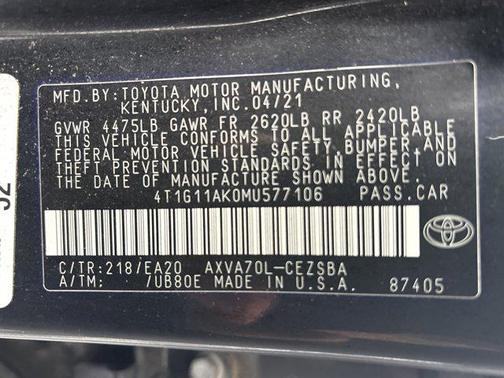 MFD.BY:TOYOTA MOTOR MANUFACTURING,
KENTUCKY, INC.04/21
GVWR 4475LB GAWR FR 2620LB RR 2420LB
THIS VEHICLE CONFORMS TO ALL APPLICABLE
FEDERAL MOTOR VEHICLE SAFETY, BUMPER, AND
THEFT PREVENTION STANDARDS IN EFFECT ON
THE DATE OF MANUFACTURE SHOWN ABOVE.
4T1G11AK0MU577106 PASS.CAR
C/TR:218/EA20 AXVA70L-CEZSBA
A/TM: /UB80E MADE IN U.S.A. 87405